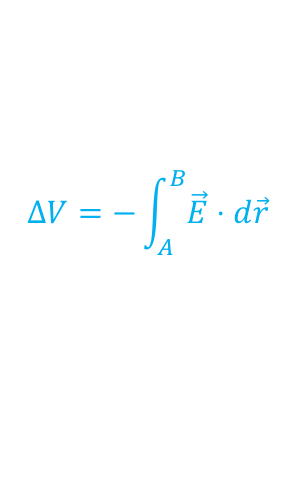 ΔV = −∫_A^B E⃗ · dr⃗